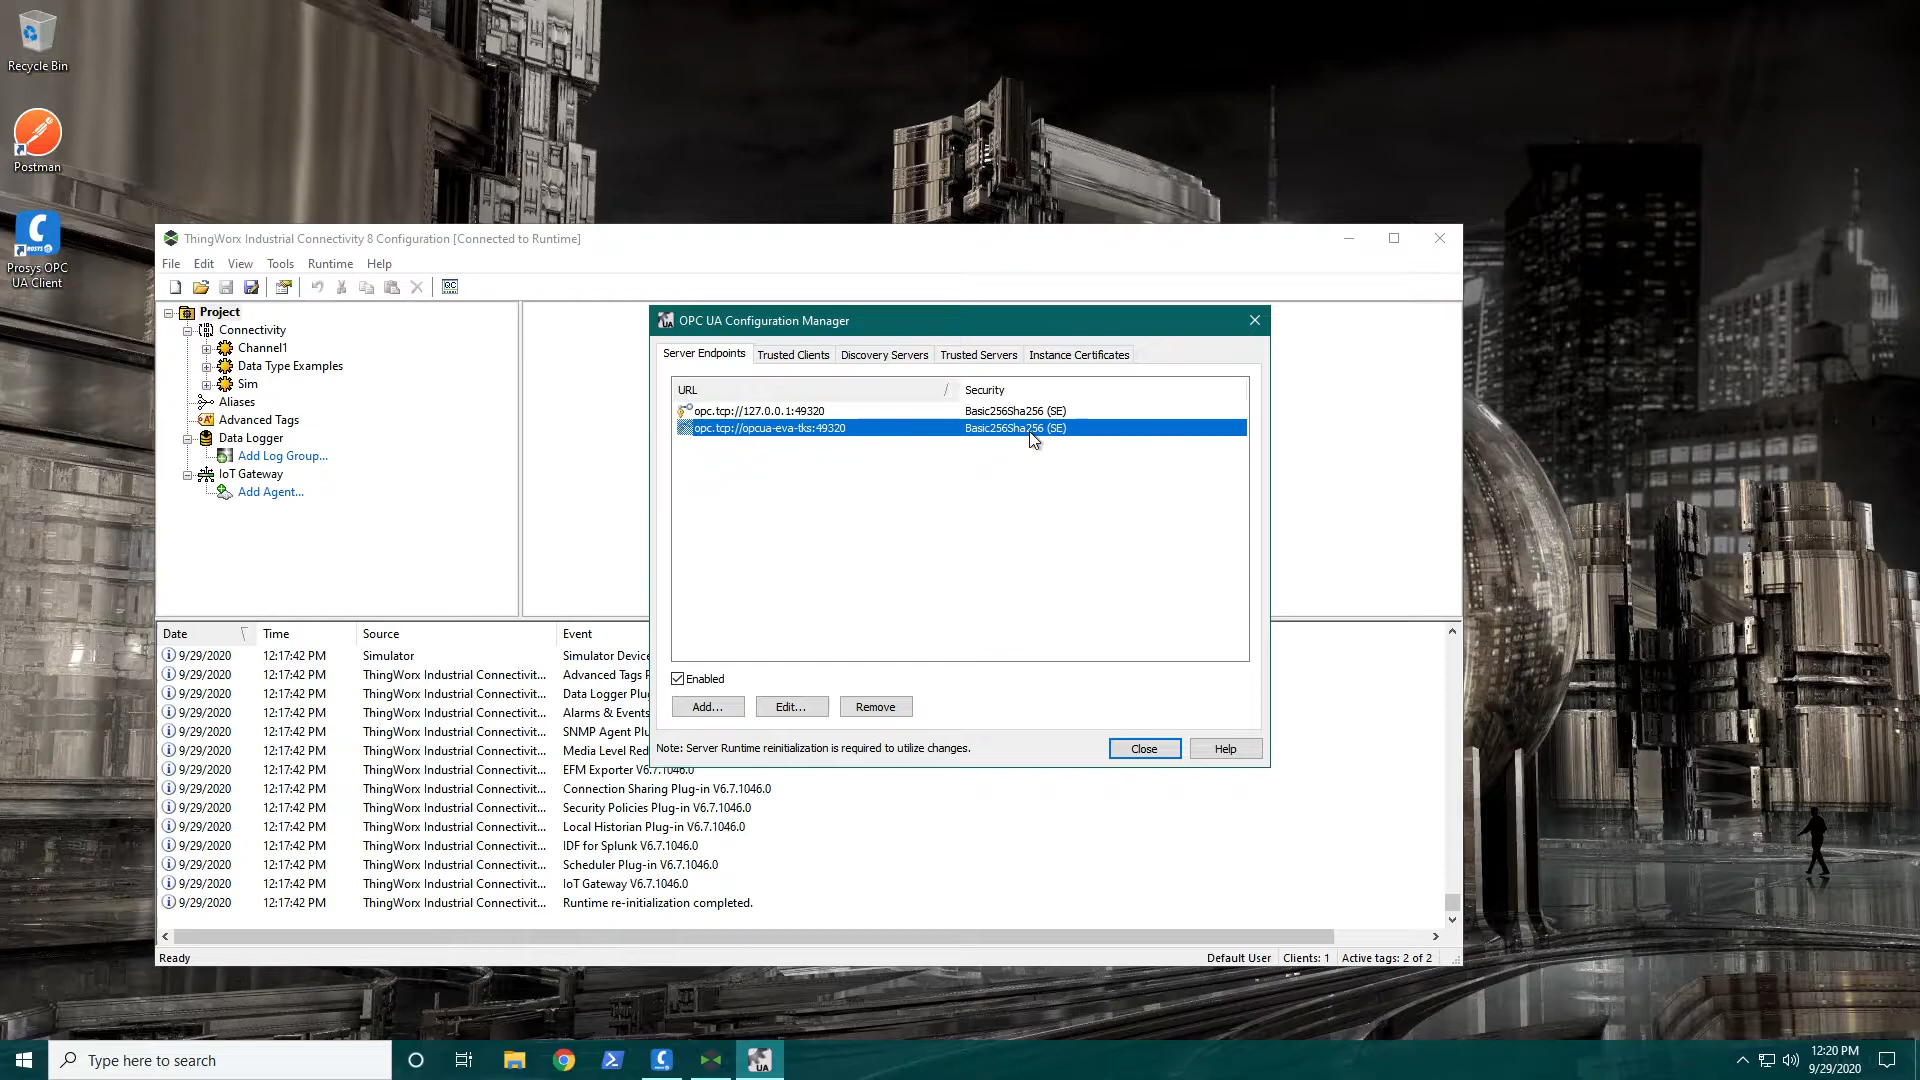 Recycle Bin
Postman
Prosys OPC
UA Client
ThingWorx Industrial Connectivity 8 Configuration [Connected to Runtime]
File Edit View Tools Runtime Help
Project
Connectivity
Channel1
Data Type Examples
Sim
Aliases
Advanced Tags
Data Logger
Add Log Group...
IoT Gateway
Add Agent...
OPC UA Configuration Manager
Server Endpoints Trusted Clients Discovery Servers Trusted Servers Instance Certificates
URL Security
opc.tcp://127.0.0.1:49320 Basic256Sha256 (SE)
opc.tcp://opcua-eva-tks:49320 Basic256Sha256 (SE)
Enabled
Add... Edit... Remove
Note: Server Runtime reinitialization is required to utilize changes.
Close Help
Date Time Source Event
9/29/2020 12:17:42 PM Simulator Simulator Device
9/29/2020 12:17:42 PM ThingWorx Industrial Connectivit... Advanced Tags P
9/29/2020 12:17:42 PM ThingWorx Industrial Connectivit... Data Logger Plug
9/29/2020 12:17:42 PM ThingWorx Industrial Connectivit... Alarms & Events
9/29/2020 12:17:42 PM ThingWorx Industrial Connectivit... SNMP Agent Plu
9/29/2020 12:17:42 PM ThingWorx Industrial Connectivit... Media Level Red
9/29/2020 12:17:42 PM ThingWorx Industrial Connectivit... EFM Exporter V6.7.1046.0
9/29/2020 12:17:42 PM ThingWorx Industrial Connectivit... Connection Sharing Plug-in V6.7.1046.0
9/29/2020 12:17:42 PM ThingWorx Industrial Connectivit... Security Policies Plug-in V6.7.1046.0
9/29/2020 12:17:42 PM ThingWorx Industrial Connectivit... Local Historian Plug-in V6.7.1046.0
9/29/2020 12:17:42 PM ThingWorx Industrial Connectivit... IDF for Splunk V6.7.1046.0
9/29/2020 12:17:42 PM ThingWorx Industrial Connectivit... Scheduler Plug-in V6.7.1046.0
9/29/2020 12:17:42 PM ThingWorx Industrial Connectivit... IoT Gateway V6.7.1046.0
9/29/2020 12:17:42 PM ThingWorx Industrial Connectivit... Runtime re-initialization completed.
Ready Default User Clients: 1 Active tags: 2 of 2
Type here to search
12:20 PM
9/29/2020